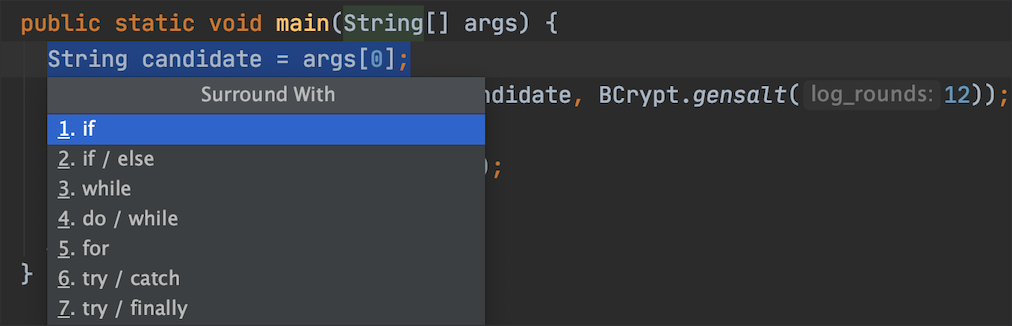 public static void main(String[] args) {
String candidate = args[0];
Surround With
ndidate, BCrypt.gensalt( log_rounds: 12));
1. if
2. if / else
);
3. while
4. do / while
5. for
}
6. try / catch
7. try / finally